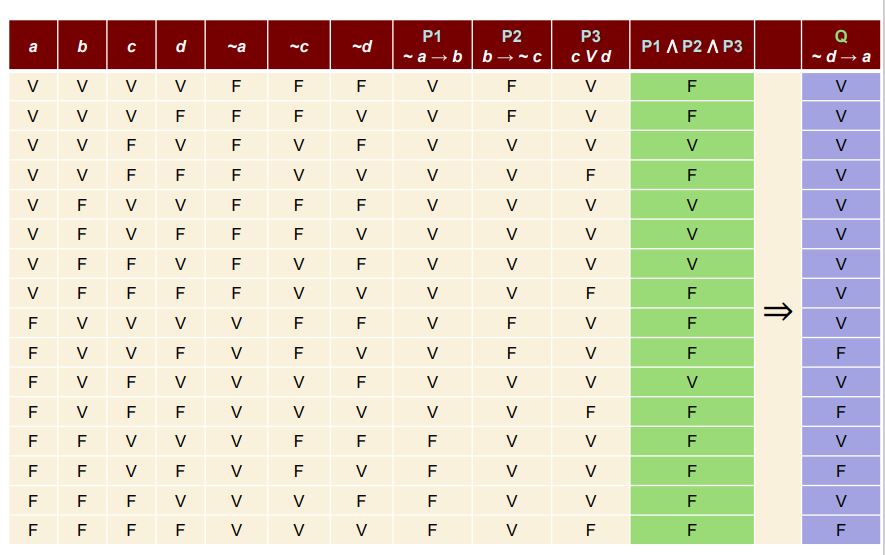 a b c d ~a ~c ~d P1 ~ a → b P2 b → ~ c P3 c V d P1 Λ P2 Λ P3 Q ~ d → a
V V V V F F F V F V F V
V V V F F F V V F V F V
V V F V F V F V V V V V
V V F F F V V V V F F V
V F V V F F F V V V V V
V F V F F F V V V V V V
V F F V F V F V V V V V
V F F F F V V V V F F V
⇒
F V V V V F F V F V F V
F V V F V F V V F V F F
F V F V V V F V V V V V
F V F F V V V V V F F F
F F V V V F F F V V F V
F F V F V F V F V V F F
F F F V V V F F V V F V
F F F F V V V F V F F F